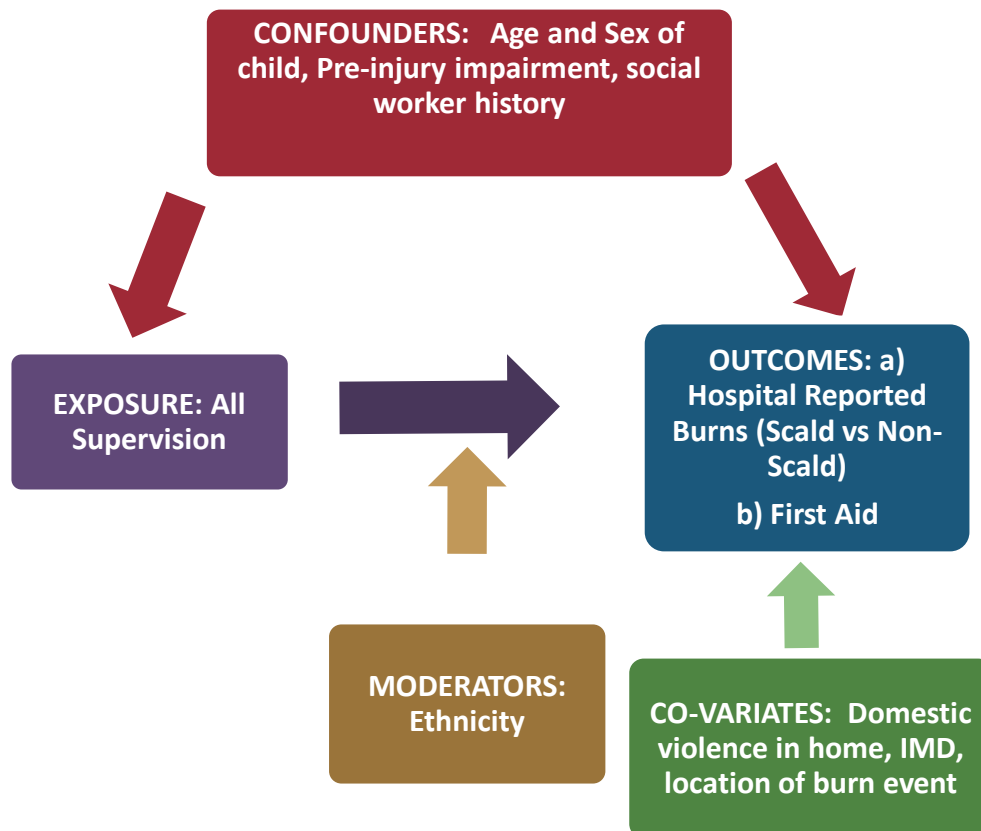 CONFOUNDERS: Age and Sex of
child, Pre-injury impairment, social
worker history
EXPOSURE: All
Supervision
OUTCOMES: a)
Hospital Reported
Burns (Scald vs Non-
Scald)
b) First Aid
MODERATORS:
Ethnicity
CO-VARIATES: Domestic
violence in home, IMD,
location of burn event